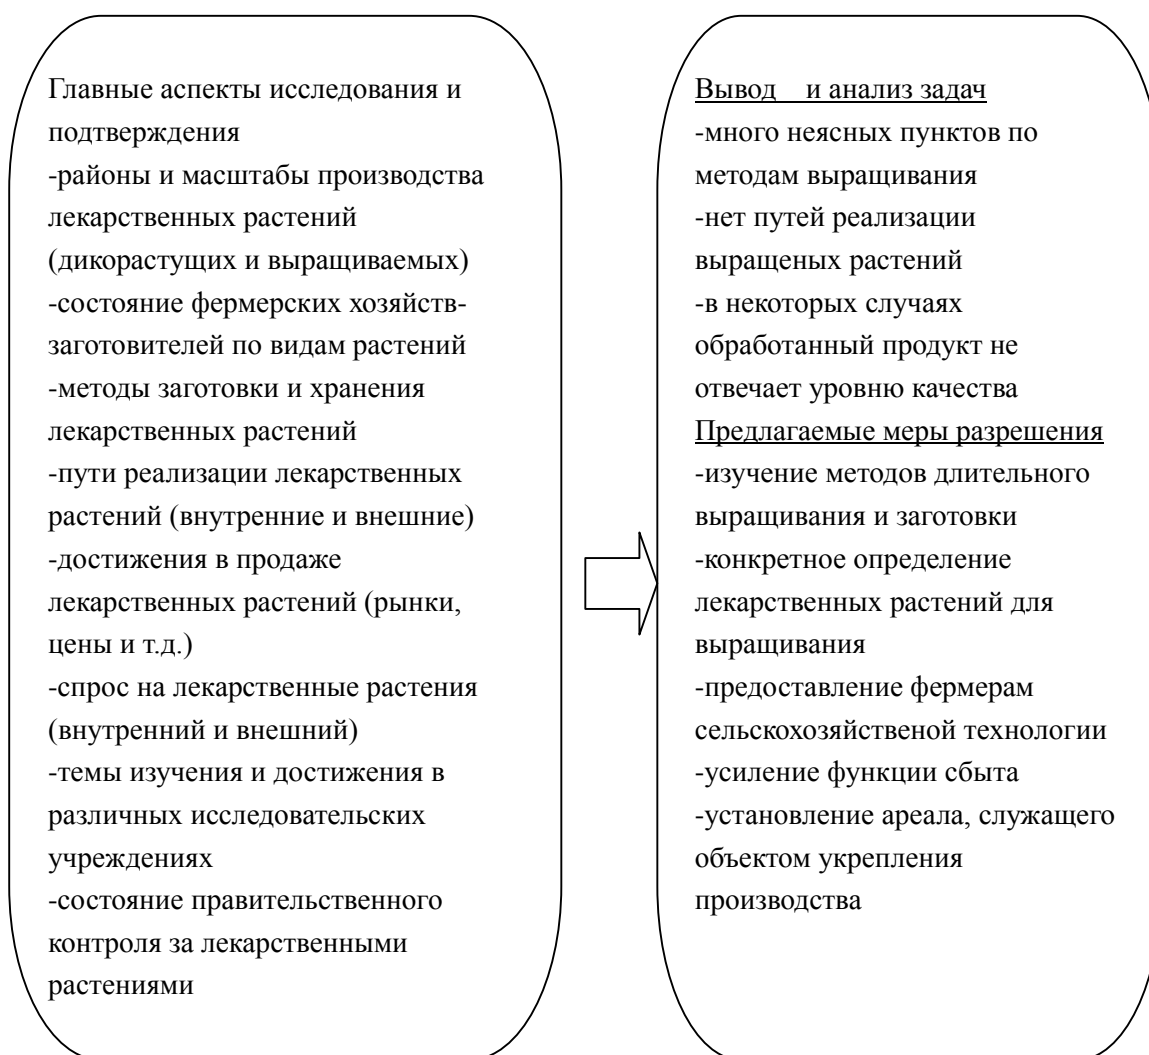 Главные аспекты исследования и
подтверждения
-районы и масштабы производства
лекарственных растений
(дикорастущих и выращиваемых)
-состояние фермерских хозяйств-
заготовителей по видам растений
-методы заготовки и хранения
лекарственных растений
-пути реализации лекарственных
растений (внутренние и внешние)
-достижения в продаже
лекарственных растений (рынки,
цены и т.д.)
-спрос на лекарственные растения
(внутренний и внешний)
-темы изучения и достижения в
различных исследовательских
учреждениях
-состояние правительственного
контроля за лекарственными
растениями
Вывод и анализ задач
-много неясных пунктов по
методам выращивания
-нет путей реализации
выращеных растений
-в некоторых случаях
обработанный продукт не
отвечает уровню качества
Предлагаемые меры разрешения
-изучение методов длительного
выращивания и заготовки
-конкретное определение
лекарственных растений для
выращивания
-предоставление фермерам
сельскохозяйственой технологии
-усиление функции сбыта
-установление ареала, служащего
объектом укрепления
производства